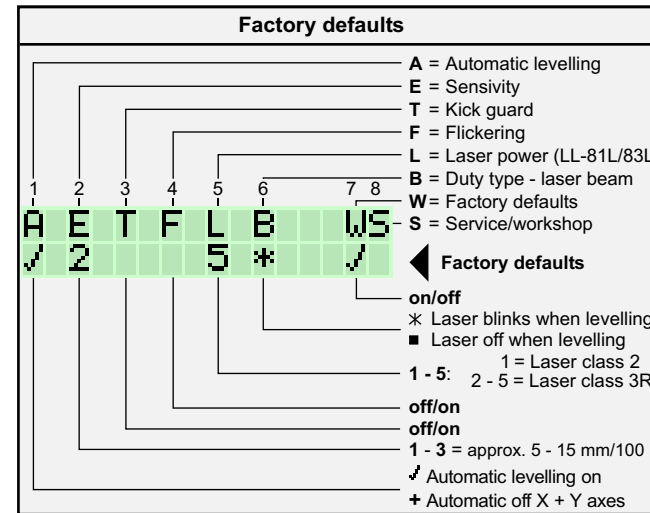 Factory defaults
A = Automatic levelling
E = Sensivity
T = Kick guard
F = Flickering
L = Laser power (LL-81L/83L
B = Duty type - laser beam
W = Factory defaults
S = Service/workshop
1 2 3 4 5 6 7 8
A E T F L B W S
✓ 2 5 * ✓
Factory defaults
on/off
* Laser blinks when levelling
■ Laser off when levelling
1 - 5: 1 = Laser class 2
2 - 5 = Laser class 3R
off/on
off/on
1 - 3 = approx. 5 - 15 mm/100
✓ Automatic levelling on
+ Automatic off X + Y axes